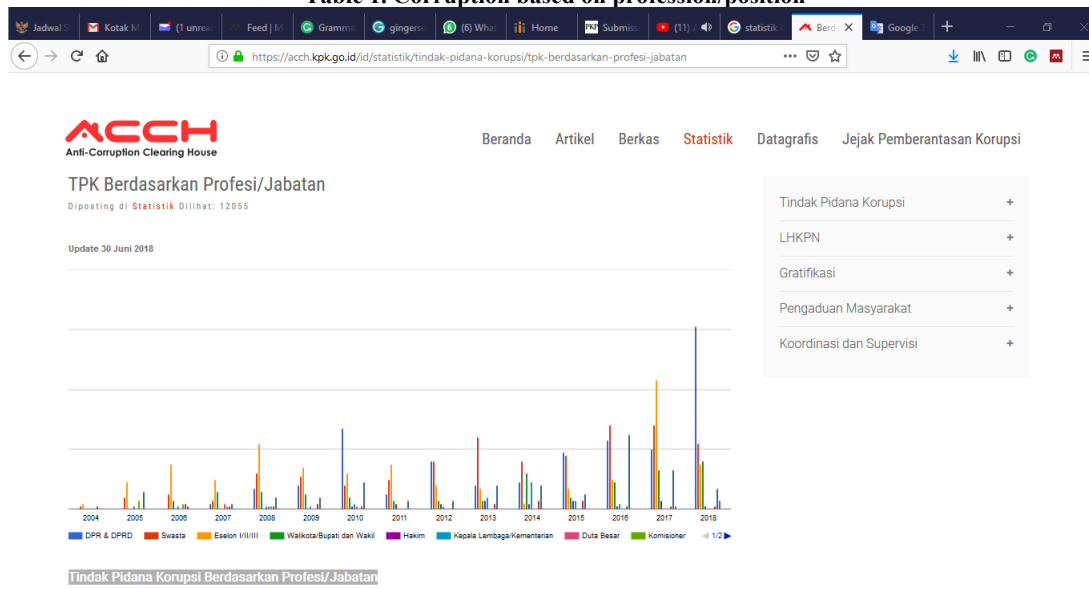 Table 1. Corruption based on profession/position
Jadwal S
Kotak M
(1 unrea
Feed | M
Gramma
gingers
(6) What
Home
PKP Submiss
(11)
statistik
Berda
Google T
https://acch.kpk.go.id/id/statistik/tindak-pidana-korupsi/tpk-berdasarkan-profesi-jabatan
ACCH
Anti-Corruption Clearing House
Beranda Artikel Berkas Statistik Datagrafis Jejak Pemberantasan Korupsi
TPK Berdasarkan Profesi/Jabatan
Diposting di Statistik Dilihat: 12055
Update 30 Juni 2018
Tindak Pidana Korupsi +
LHKPN +
Gratifikasi +
Pengaduan Masyarakat +
Koordinasi dan Supervisi +
2004 2005 2006 2007 2008 2009 2010 2011 2012 2013 2014 2015 2016 2017 2018
DPR & DPRD Swasta Eselon I/II/III Walikota/Bupati dan Wakil Hakim Kepala Lembaga/Kementerian Duta Besar Komisioner 1/2
Tindak Pidana Korupsi Berdasarkan Profesi/Jabatan